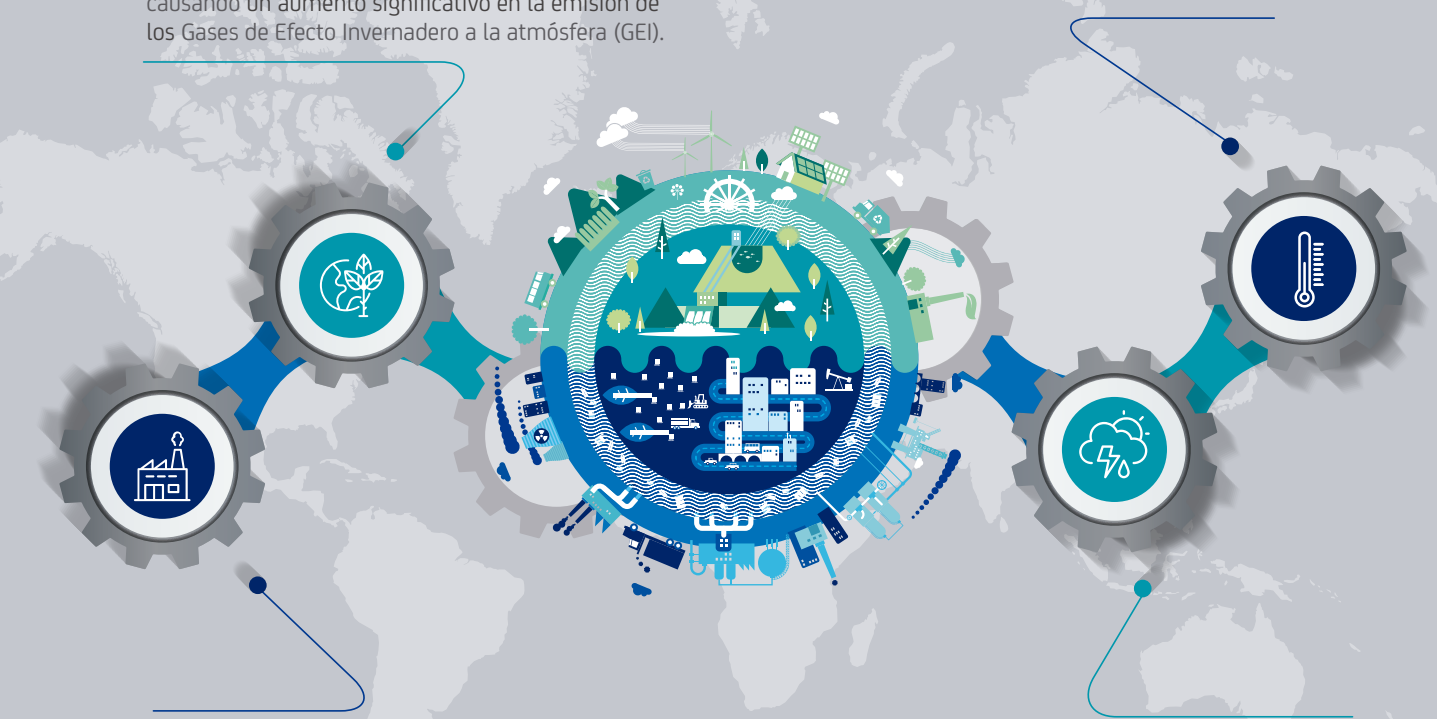 causando un aumento significativo en la emisión de
los Gases de Efecto Invernadero a la atmósfera (GEI).